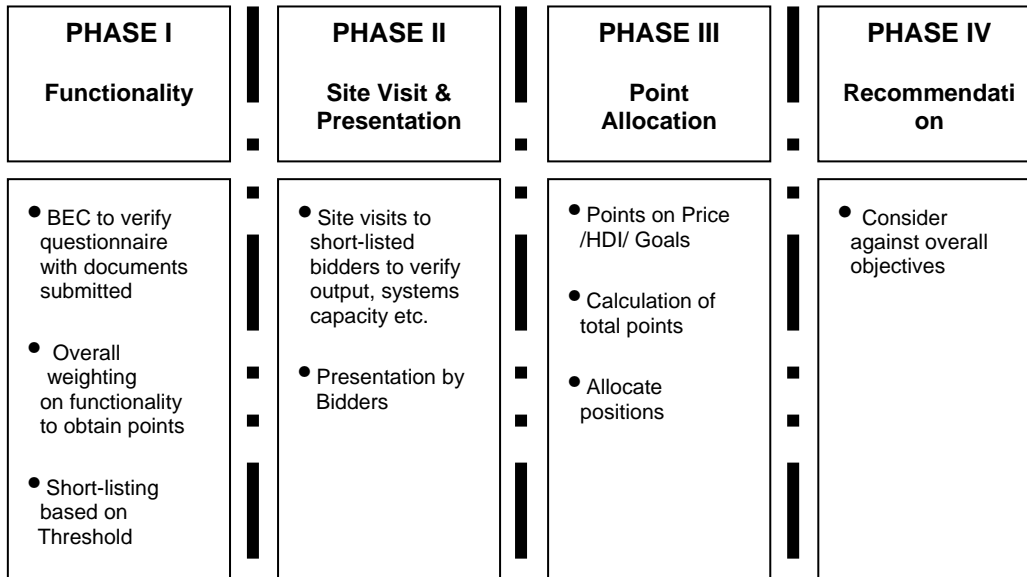 PHASE I
Functionality
PHASE II
Site Visit &
Presentation
PHASE III
Point
Allocation
PHASE IV
Recommendati
on
• BEC to verify
questionnaire
with documents
submitted
• Overall
weighting
on functionality
to obtain points
• Short-listing
based on
Threshold
• Site visits to
short-listed
bidders to verify
output, systems
capacity etc.
• Presentation by
Bidders
• Points on Price
/HDI/ Goals
• Calculation of
total points
• Allocate
positions
• Consider
against overall
objectives